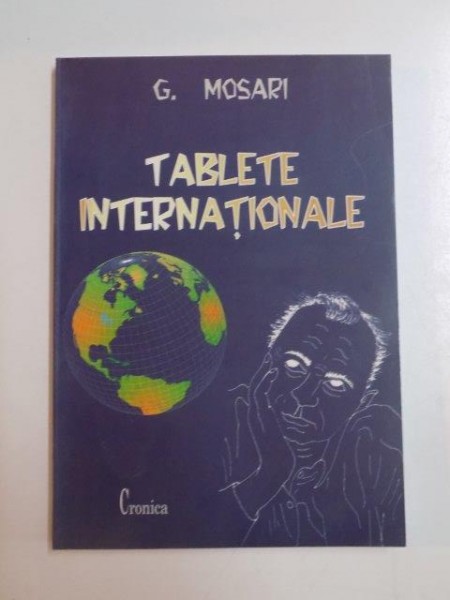 G. MOSARI
TABLETE
INTERNAȚIONALE
Cronica